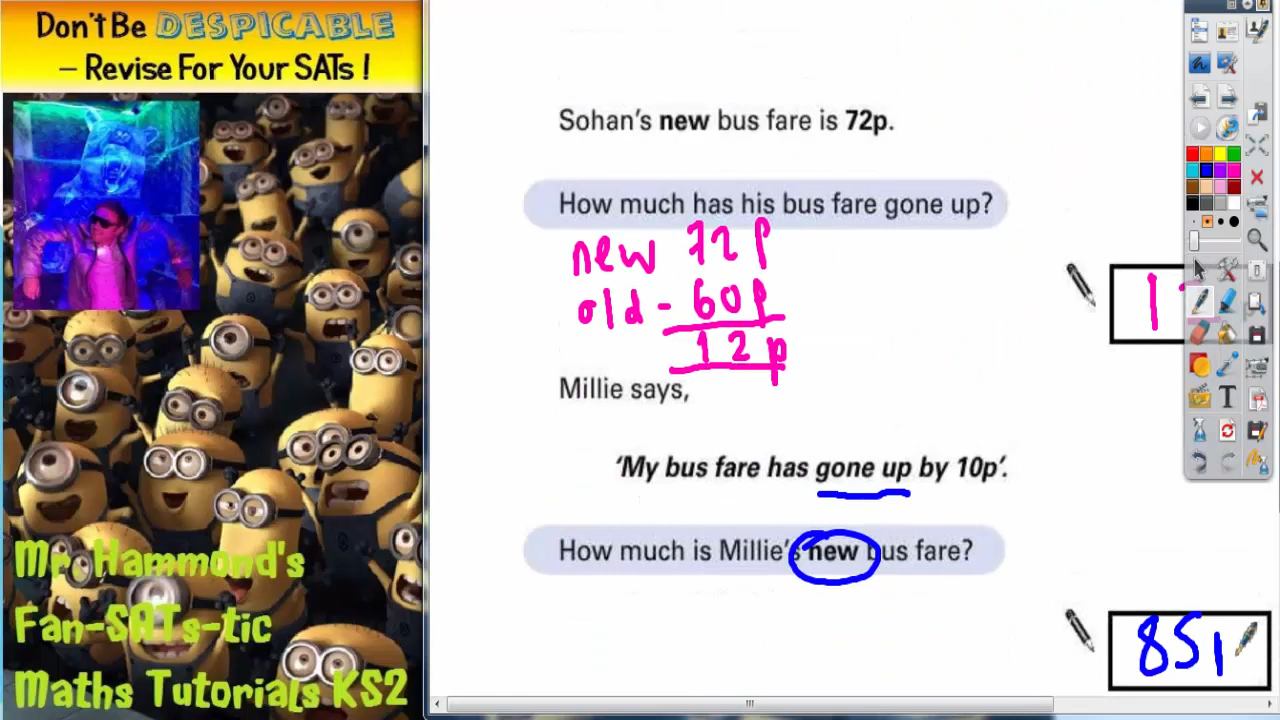 Don't Be DESPICABLE
– Revise For Your SATs !
Sohan's new bus fare is 72p.
How much has his bus fare gone up?
new 72p
old - 60p
12p
1
Millie says,
'My bus fare has gone up by 10p'.
How much is Millie's new bus fare?
85
Mr Hammond's
Fan-SATs-tic
Maths Tutorials KS2